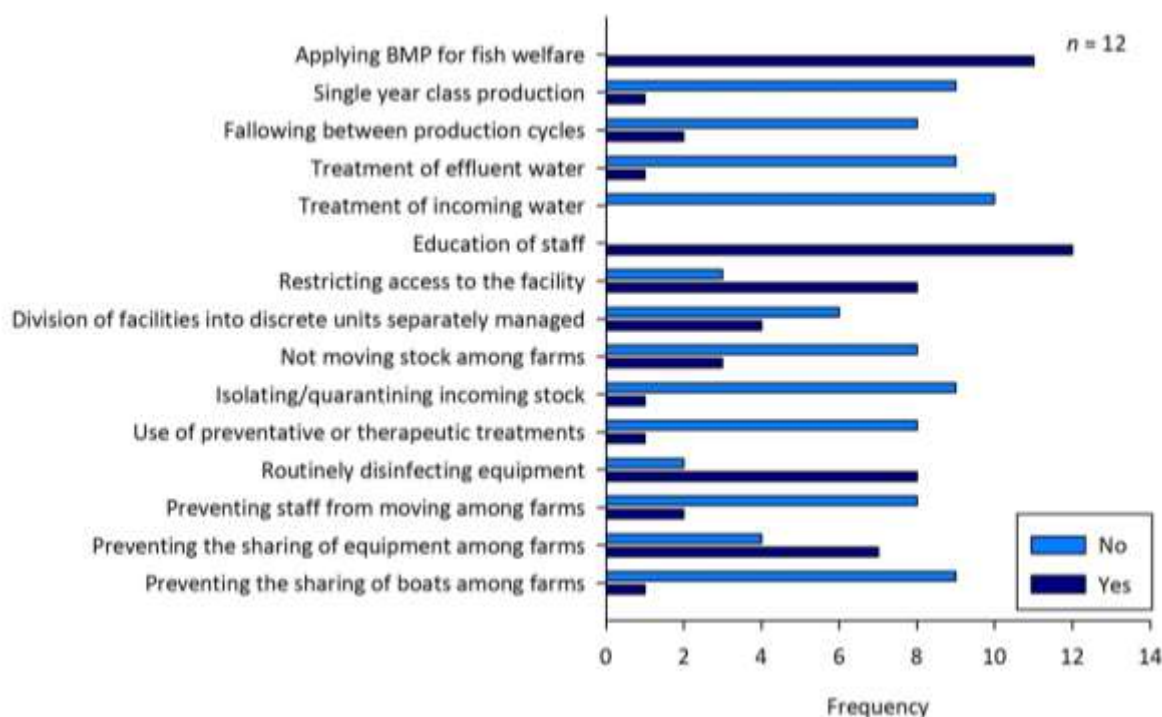 n = 12
Applying BMP for fish welfare
Single year class production
Fallowing between production cycles
Treatment of effluent water
Treatment of incoming water
Education of staff
Restricting access to the facility
Division of facilities into discrete units separately managed
Not moving stock among farms
Isolating/quarantining incoming stock
Use of preventative or therapeutic treatments
Routinely disinfecting equipment
Preventing staff from moving among farms
Preventing the sharing of equipment among farms
Preventing the sharing of boats among farms
No
Yes
0 2 4 6 8 10 12 14
Frequency